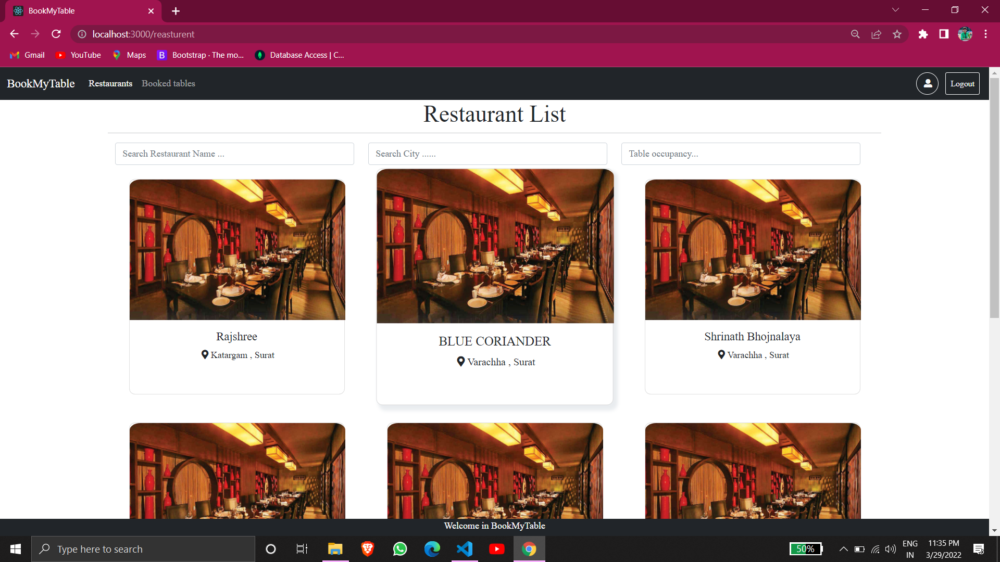 BookMyTable
localhost:3000/reasturent
Gmail
YouTube
Maps
B
Bootstrap · The mo...
Database Access | C...
BookMyTable
Restaurants
Booked tables
Logout
Restaurant List
Search Restaurant Name ...
Search City ......
Table occupancy...
Rajshree
Katargam , Surat
BLUE CORIANDER
Varachha , Surat
Shrinath Bhojnalaya
Varachha , Surat
Welcome in BookMyTable
Type here to search
50%
ENG
IN
11:35 PM
3/29/2022